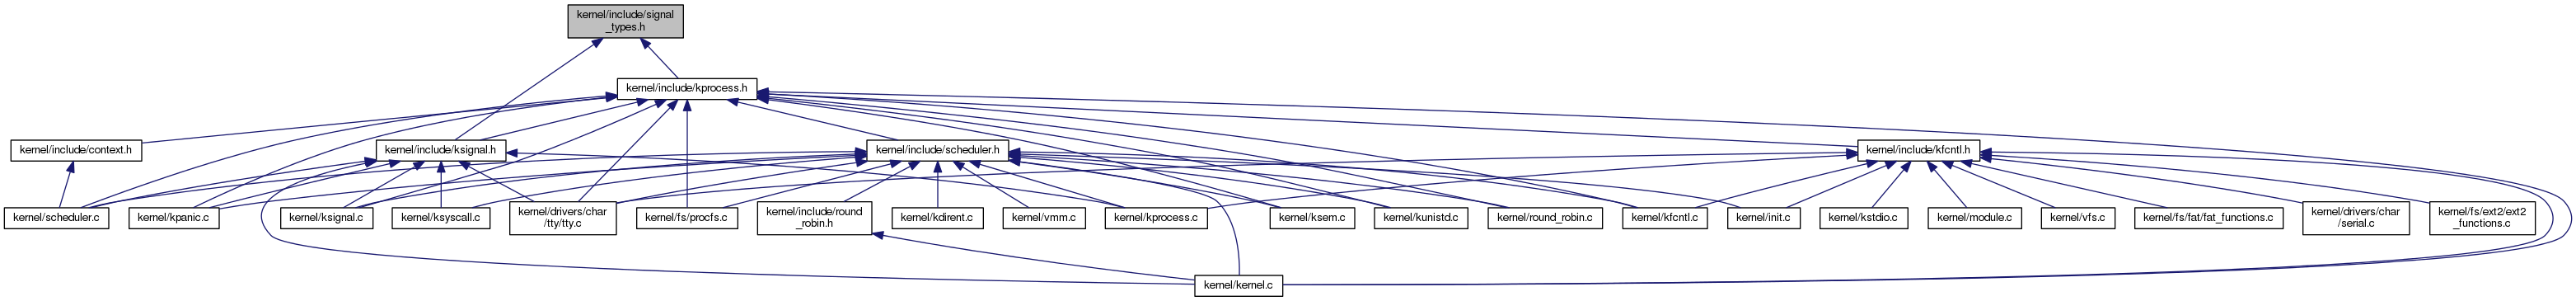 kernel/include/signal
_types.h
kernel/include/kprocess.h
kernel/include/context.h
kernel/include/ksignal.h
kernel/include/scheduler.h
kernel/include/kfcntl.h
kernel/scheduler.c
kernel/kpanic.c
kernel/ksignal.c
kernel/ksyscall.c
kernel/drivers/char
/tty/tty.c
kernel/fs/procfs.c
kernel/include/round
_robin.h
kernel/kdirent.c
kernel/vmm.c
kernel/kprocess.c
kernel/ksem.c
kernel/kunistd.c
kernel/round_robin.c
kernel/kfcntl.c
kernel/init.c
kernel/kstdio.c
kernel/module.c
kernel/vfs.c
kernel/fs/fat/fat_functions.c
kernel/drivers/char
/serial.c
kernel/fs/ext2/ext2
_functions.c
kernel/kernel.c